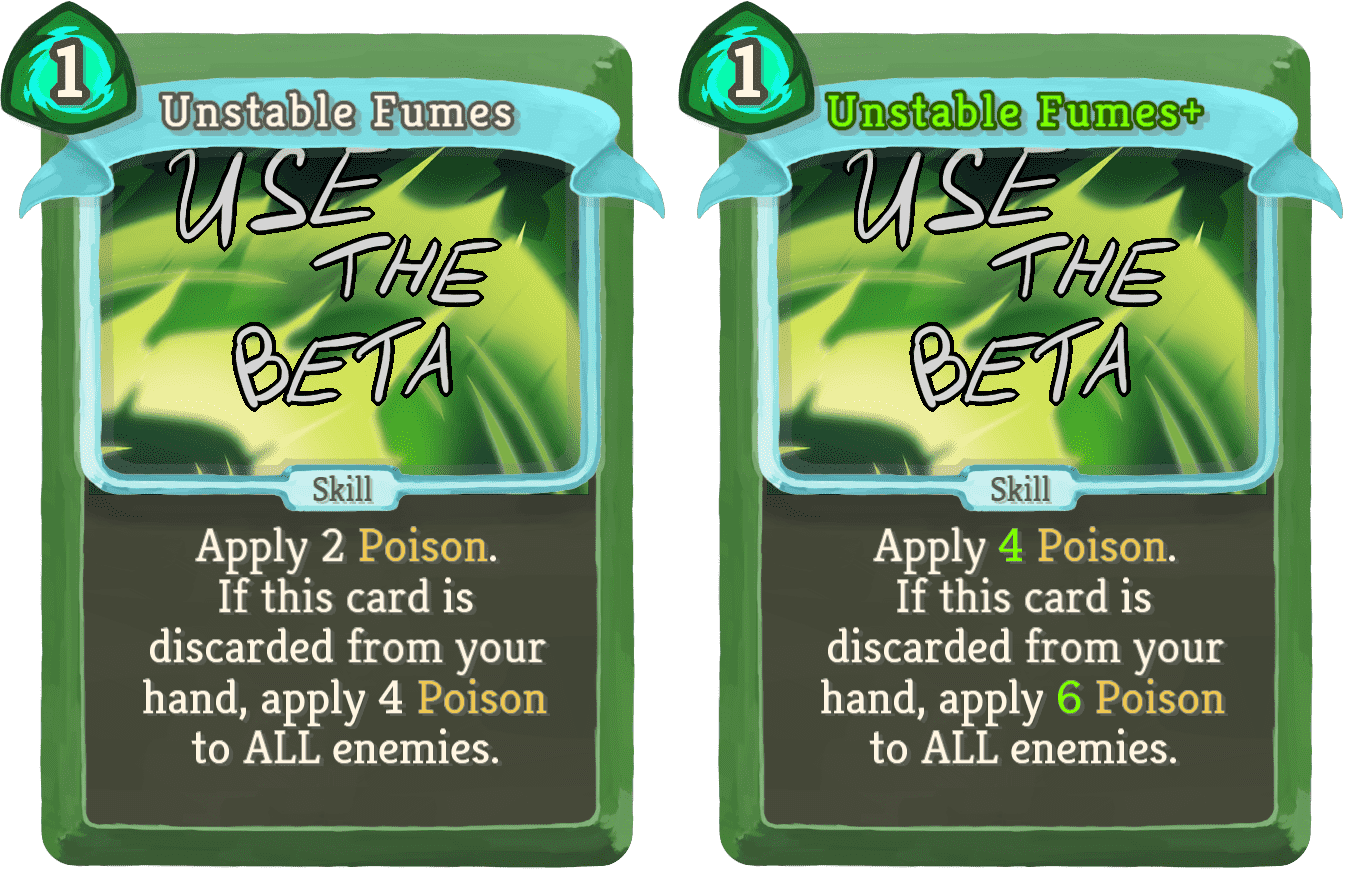 1
Unstable Fumes
USE
THE
BETA
Skill
Apply 2 Poison.
If this card is
discarded from your
hand, apply 4 Poison
to ALL enemies.
1
Unstable Fumes+
USE
THE
BETA
Skill
Apply 4 Poison.
If this card is
discarded from your
hand, apply 6 Poison
to ALL enemies.